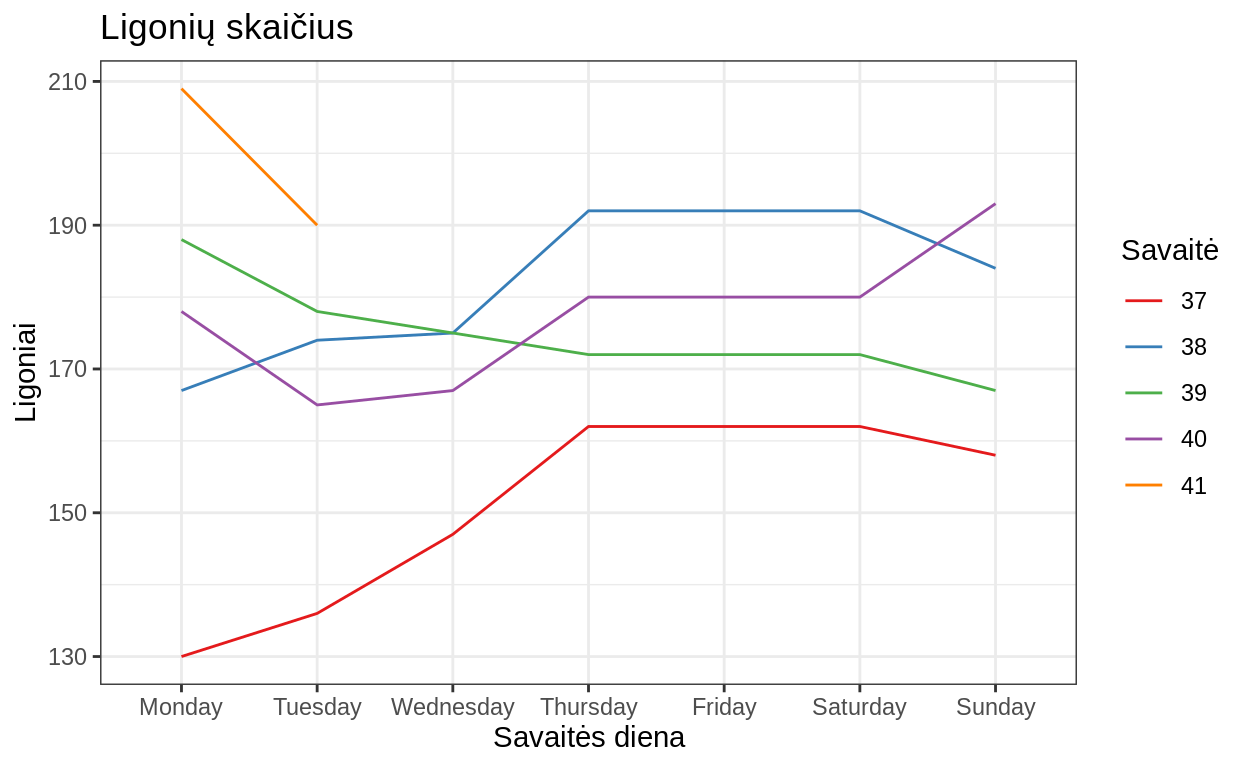 Ligonių skaičius
210
190
170
150
130
Ligoniai
Monday Tuesday Wednesday Thursday Friday Saturday Sunday
Savaitės diena
Savaitė
37
38
39
40
41